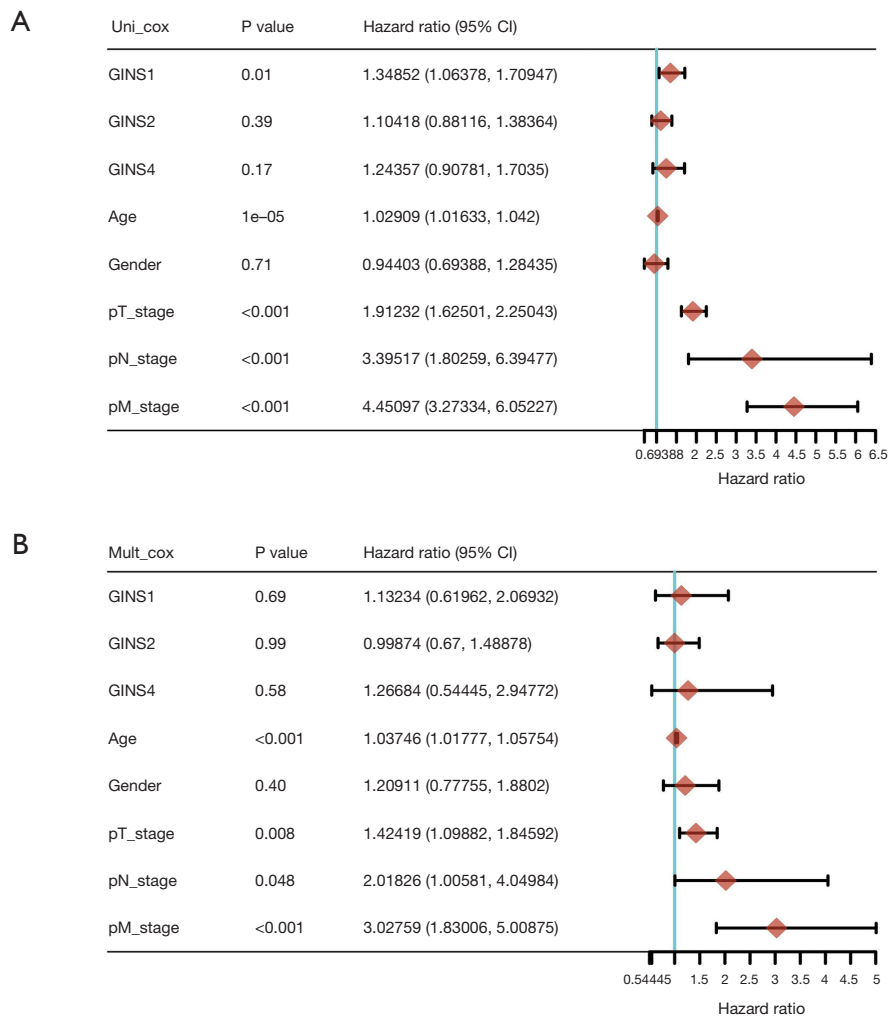 A
Uni_cox P value Hazard ratio (95% CI)
GINS1 0.01 1.34852 (1.06378, 1.70947)
GINS2 0.39 1.10418 (0.88116, 1.38364)
GINS4 0.17 1.24357 (0.90781, 1.7035)
Age 1e–05 1.02909 (1.01633, 1.042)
Gender 0.71 0.94403 (0.69388, 1.28435)
pT_stage <0.001 1.91232 (1.62501, 2.25043)
pN_stage <0.001 3.39517 (1.80259, 6.39477)
pM_stage <0.001 4.45097 (3.27334, 6.05227)
0.69388 2 2.5 3 3.5 4 4.5 5 5.5 6 6.5
Hazard ratio
B
Mult_cox P value Hazard ratio (95% CI)
GINS1 0.69 1.13234 (0.61962, 2.06932)
GINS2 0.99 0.99874 (0.67, 1.48878)
GINS4 0.58 1.26684 (0.54445, 2.94772)
Age <0.001 1.03746 (1.01777, 1.05754)
Gender 0.40 1.20911 (0.77755, 1.8802)
pT_stage 0.008 1.42419 (1.09882, 1.84592)
pN_stage 0.048 2.01826 (1.00581, 4.04984)
pM_stage <0.001 3.02759 (1.83006, 5.00875)
0.54445 1.5 2 2.5 3 3.5 4 4.5 5
Hazard ratio